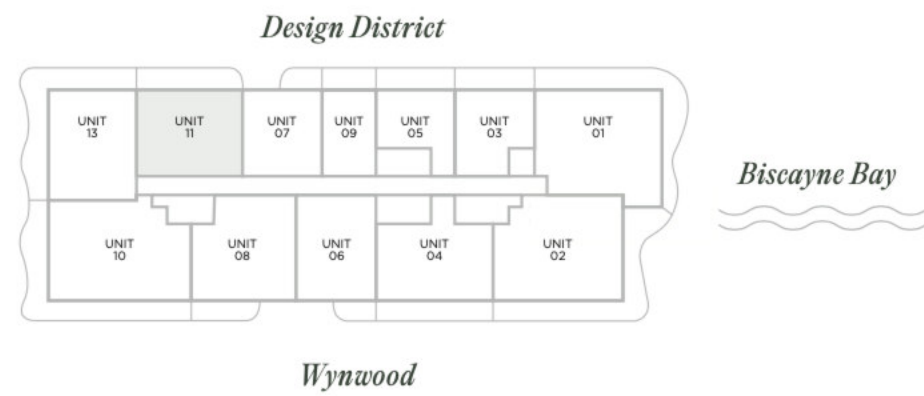 Design District
UNIT
13
UNIT
11
UNIT
07
UNIT
09
UNIT
05
UNIT
03
UNIT
01
Biscayne Bay
UNIT
10
UNIT
08
UNIT
06
UNIT
04
UNIT
02
Wynwood